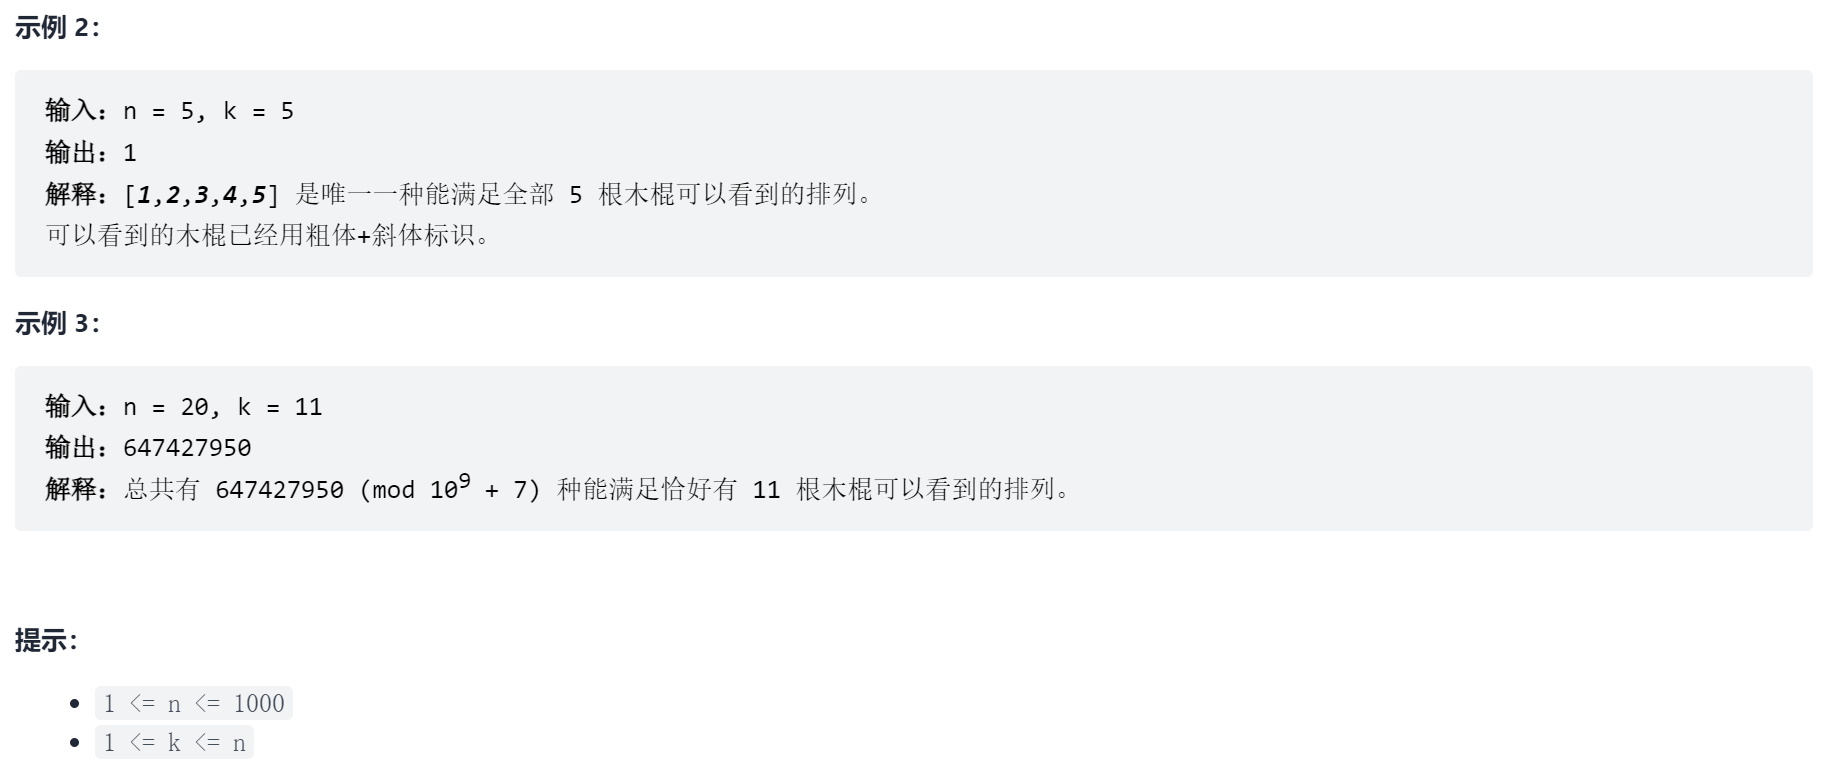 示例 2：
输入：n = 5, k = 5
输出：1
解释：[1,2,3,4,5] 是唯一一种能满足全部 5 根木棍可以看到的排列。
可以看到的木棍已经用粗体+斜体标识。
示例 3：
输入：n = 20, k = 11
输出：647427950
解释：总共有 647427950 (mod 10⁹ + 7) 种能满足恰好有 11 根木棍可以看到的排列。
提示：
• 1 <= n <= 1000
• 1 <= k <= n